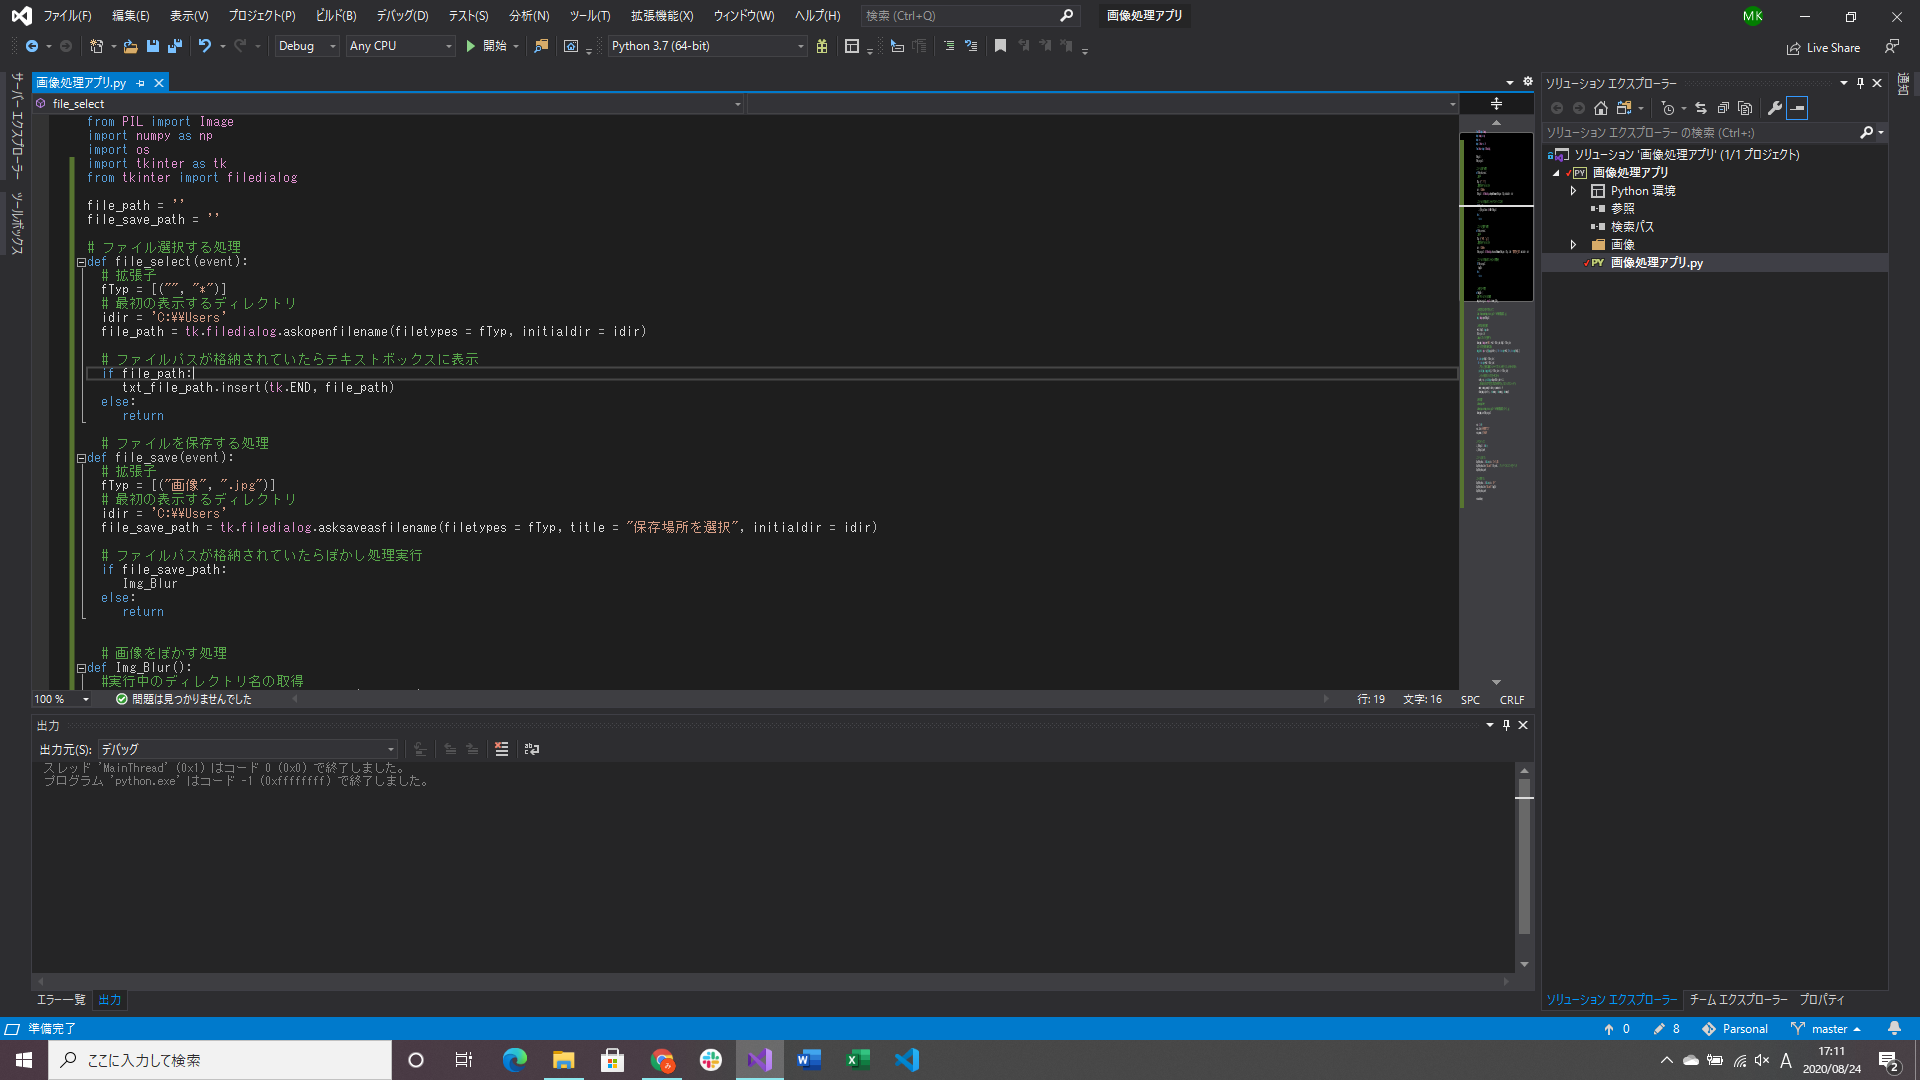 ファイル(F) 編集(E) 表示(V) プロジェクト(P) ビルド(B) デバッグ(D) テスト(S) 分析(N) ツール(T) 拡張機能(X) ウィンドウ(W) ヘルプ(H) 検索 (Ctrl+Q) 画像処理アプリ MK
Debug Any CPU 開始 Python 3.7 (64-bit) Live Share
サーバー エクスプローラー
ツールボックス
画像処理アプリ.py
file_select
from PIL import Image
import numpy as np
import os
import tkinter as tk
from tkinter import filedialog
file_path = ''
file_save_path = ''
# ファイル選択する処理
def file_select(event):
# 拡張子
fTyp = [("", "*")]
# 最初の表示するディレクトリ
idir = 'C:¥¥Users'
file_path = tk.filedialog.askopenfilename(filetypes = fTyp, initialdir = idir)
# ファイルパスが格納されていたらテキストボックスに表示
if file_path:
txt_file_path.insert(tk.END, file_path)
else:
return
# ファイルを保存する処理
def file_save(event):
# 拡張子
fTyp = [("画像", ".jpg")]
# 最初の表示するディレクトリ
idir = 'C:¥¥Users'
file_save_path = tk.filedialog.asksaveasfilename(filetypes = fTyp, title = "保存場所を選択", initialdir = idir)
# ファイルパスが格納されていたらぼかし処理実行
if file_save_path:
Img_Blur
else:
return
# 画像をぼかす処理
def Img_Blur():
#実行中のディレクトリ名の取得
100 % 問題は見つかりませんでした 行: 19 文字: 16 SPC CRLF
出力
出力元(S): デバッグ
スレッド 'MainThread' (0x1) はコード 0 (0x0) で終了しました。
プログラム 'python.exe' はコード -1 (0xffffffff) で終了しました。
エラー一覧 出力
ソリューション エクスプローラー
ソリューション エクスプローラー の検索 (Ctrl+:)
ソリューション '画像処理アプリ' (1/1 プロジェクト)
PY 画像処理アプリ
Python 環境
参照
検索パス
画像
PY 画像処理アプリ.py
ソリューション エクスプローラー チーム エクスプローラー プロパティ
通知
準備完了 0 8 Parsonal master
ここに入力して検索 A 17:11
2020/08/24 2